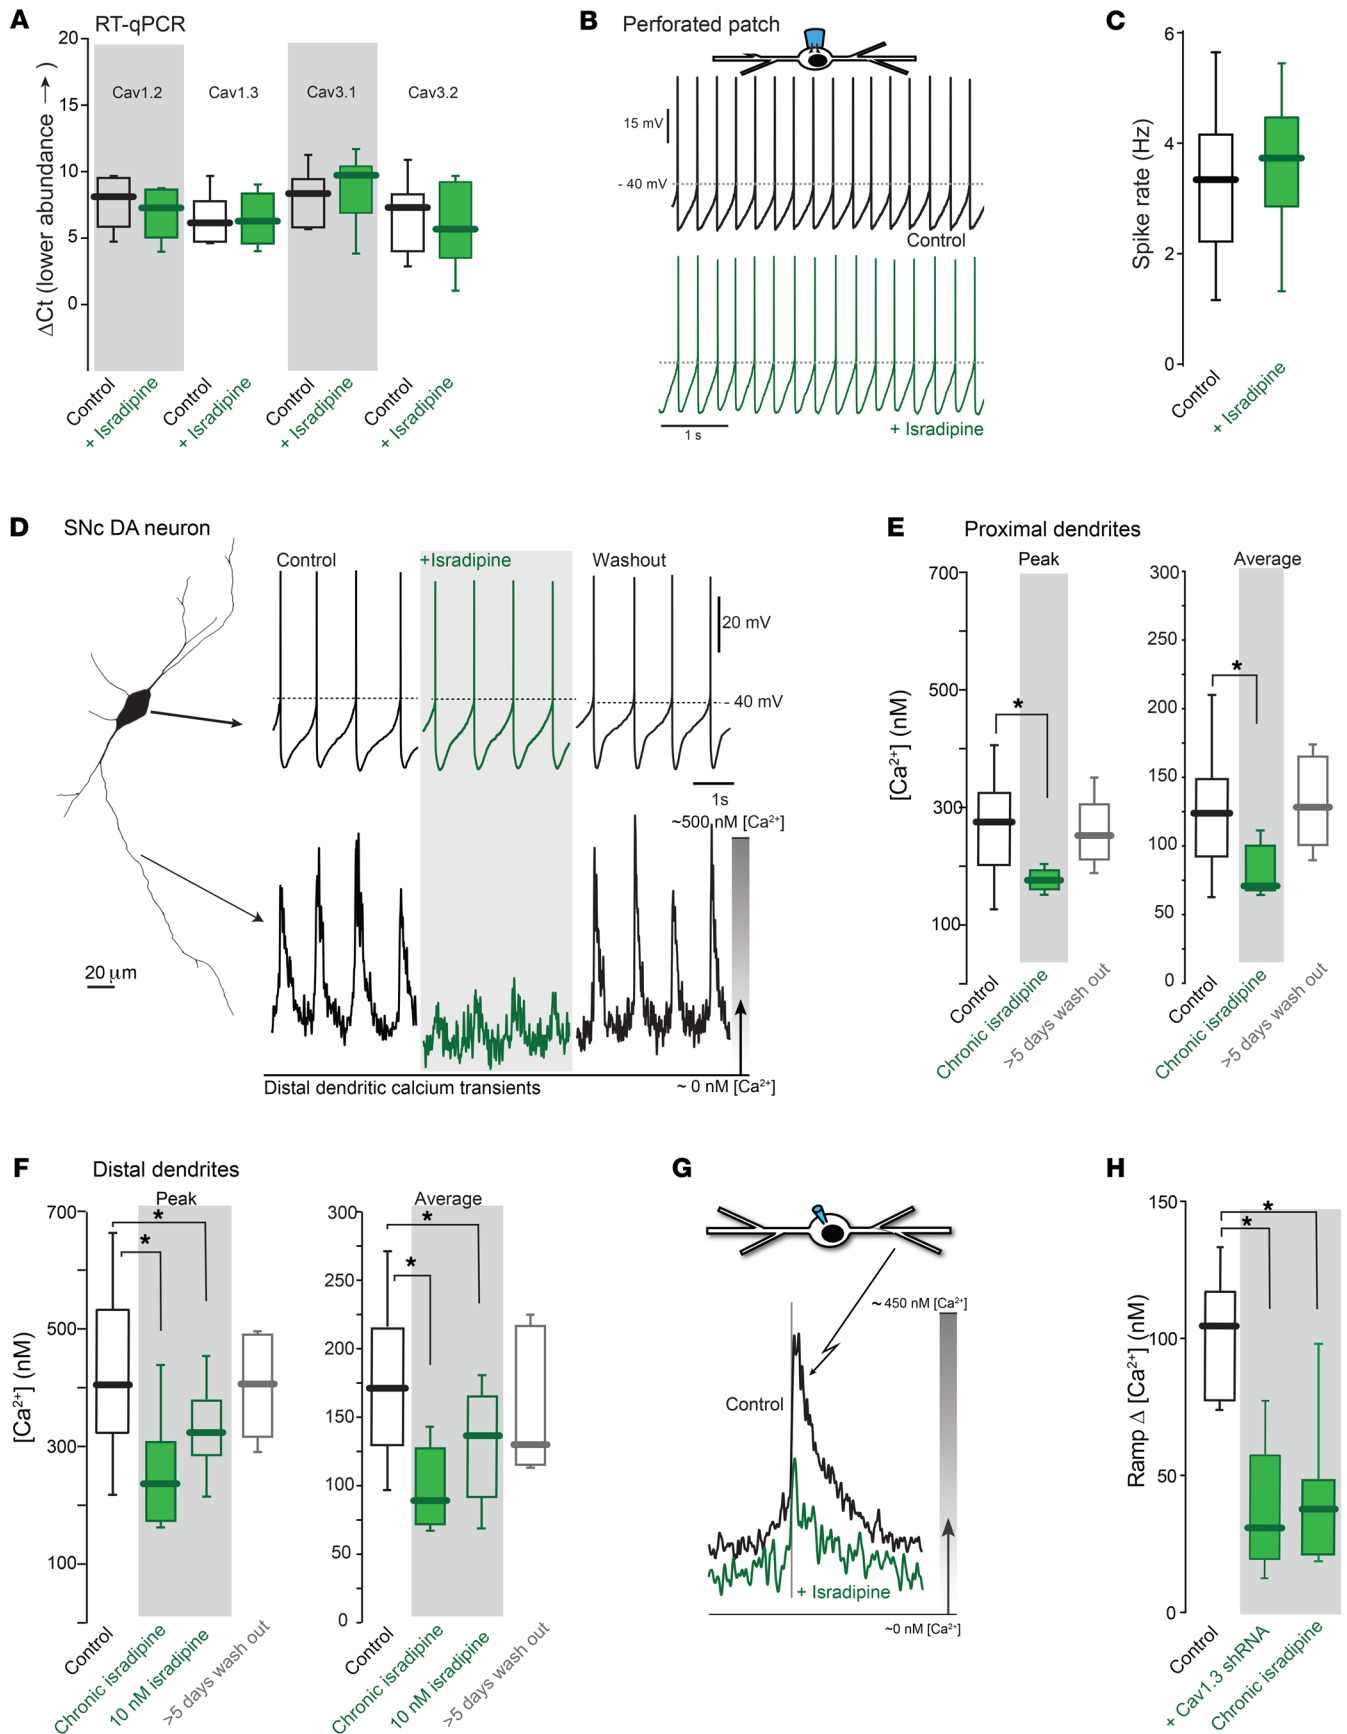 A
RT-qPCR
ΔCt (lower abundance → )
20
15
10
5
0
Cav1.2
Cav1.3
Cav3.1
Cav3.2
Control
+ Isradipine
Control
+ Isradipine
Control
+ Isradipine
Control
+ Isradipine
B
Perforated patch
15 mV
- 40 mV
Control
1 s
+ Isradipine
C
Spike rate (Hz)
6
4
2
0
Control
+ Isradipine
D
SNc DA neuron
Control
+Isradipine
Washout
20 mV
- 40 mV
1s
~500 nM [Ca²⁺]
20 μm
Distal dendritic calcium transients
~ 0 nM [Ca²⁺]
E
Proximal dendrites
Peak
[Ca²⁺] (nM)
700
500
300
100
*
Control
Chronic isradipine
>5 days wash out
Average
300
250
200
150
100
50
0
*
Control
Chronic isradipine
>5 days wash out
F
Distal dendrites
Peak
[Ca²⁺] (nM)
700
500
300
100
*
*
Control
Chronic isradipine
10 nM isradipine
>5 days wash out
Average
300
250
200
150
100
50
0
*
*
Control
Chronic isradipine
10 nM isradipine
>5 days wash out
G
~ 450 nM [Ca²⁺]
Control
+ Isradipine
~0 nM [Ca²⁺]
H
Ramp Δ [Ca²⁺] (nM)
150
100
50
0
*
*
Control
+ Cav1.3 shRNA
Chronic isradipine